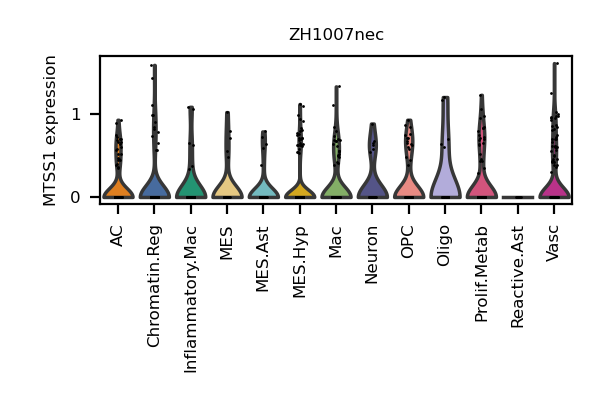 ZH1007nec
MTSS1 expression
1
0
AC
Chromatin.Reg
Inflammatory.Mac
MES
MES.Ast
MES.Hyp
Mac
Neuron
OPC
Oligo
Prolif.Metab
Reactive.Ast
Vasc